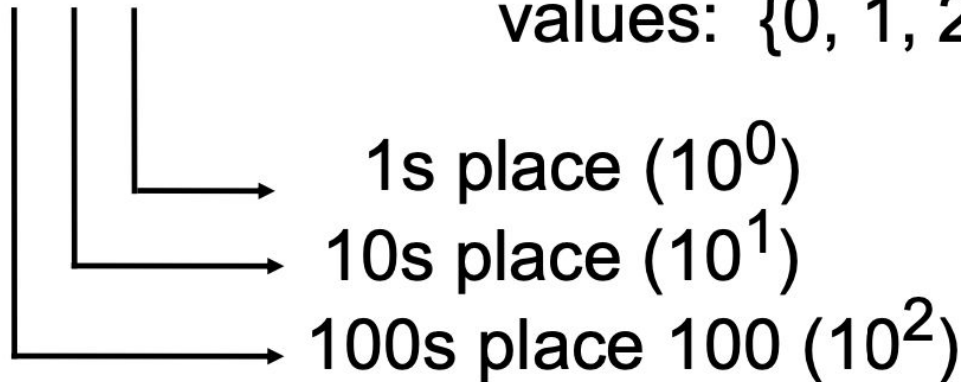 values: {0, 1, 2
1s place (10⁰)
10s place (10¹)
100s place 100 (10²)